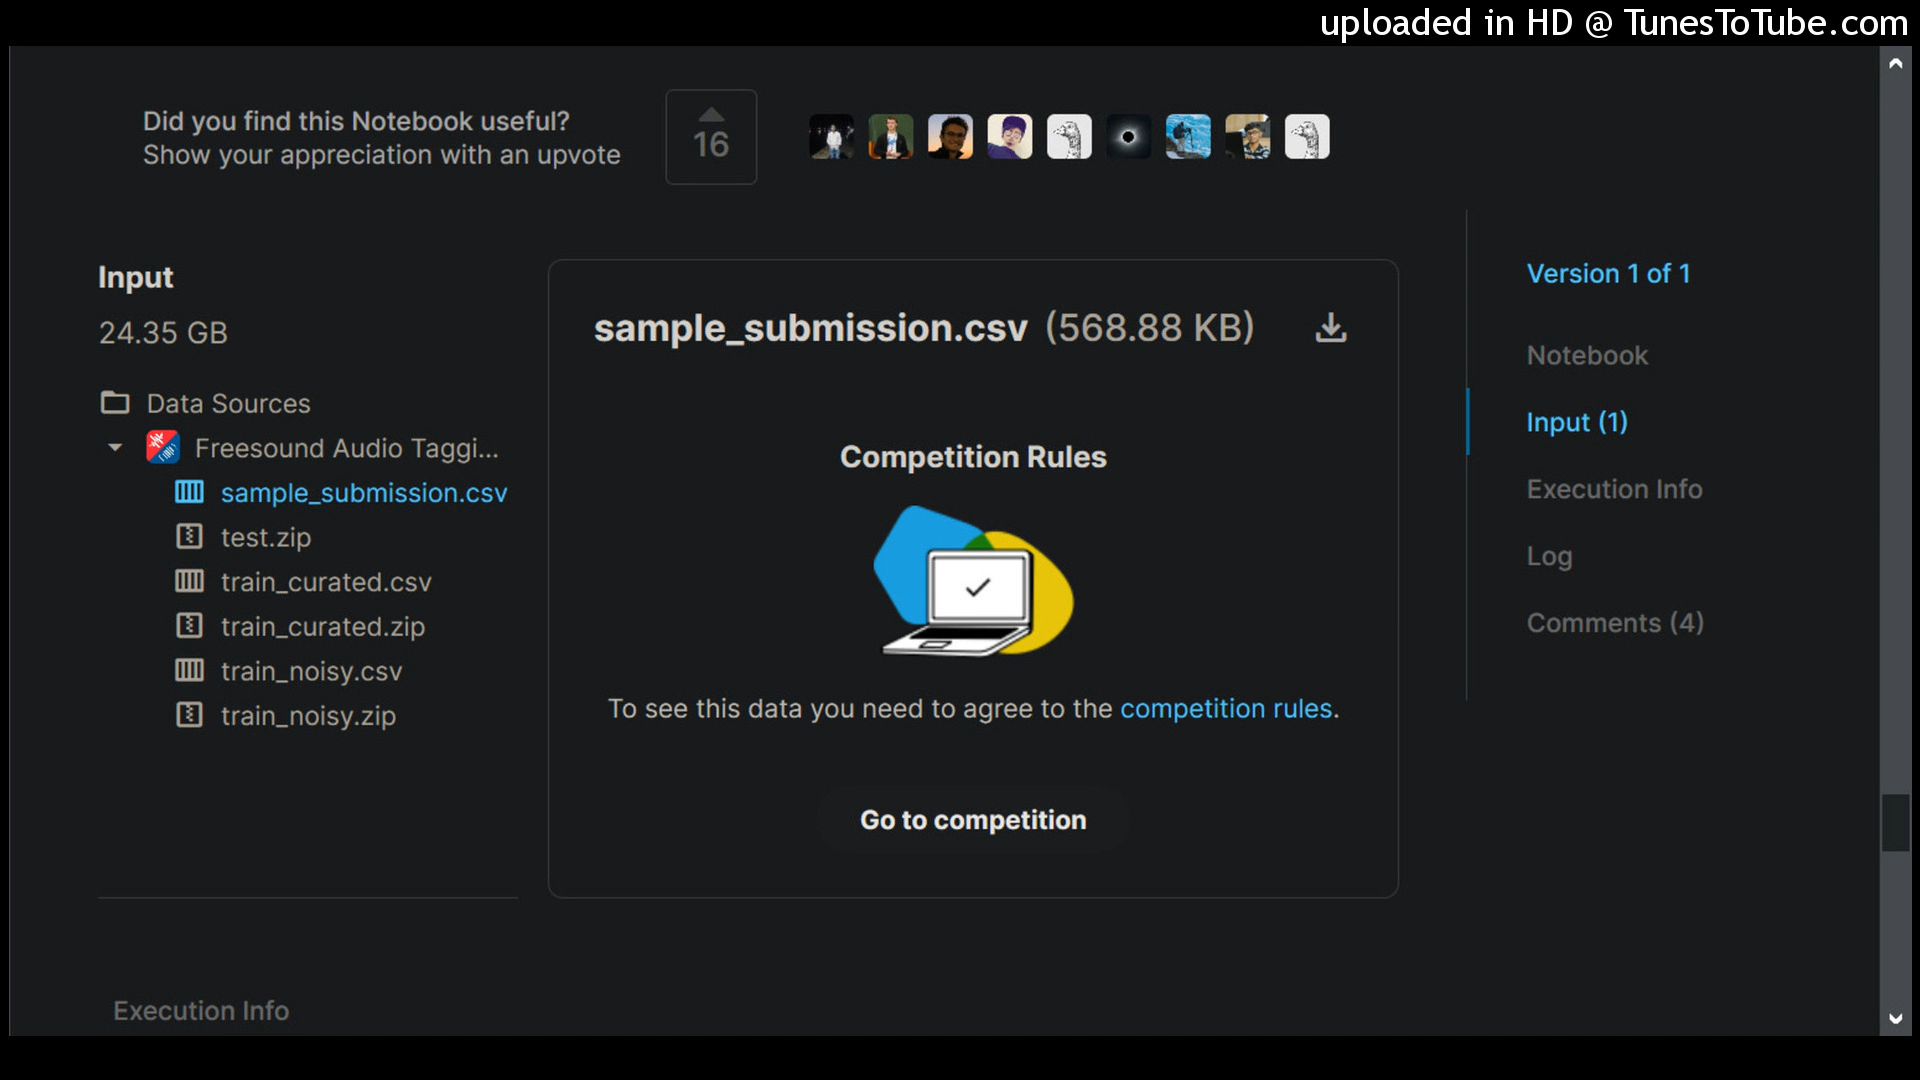 uploaded in HD @ TunesToTube.com
Did you find this Notebook useful?
Show your appreciation with an upvote
16
Input
24.35 GB
Data Sources
Freesound Audio Taggi...
sample_submission.csv
test.zip
train_curated.csv
train_curated.zip
train_noisy.csv
train_noisy.zip
sample_submission.csv (568.88 KB)
Competition Rules
To see this data you need to agree to the competition rules.
Go to competition
Version 1 of 1
Notebook
Input (1)
Execution Info
Log
Comments (4)
Execution Info